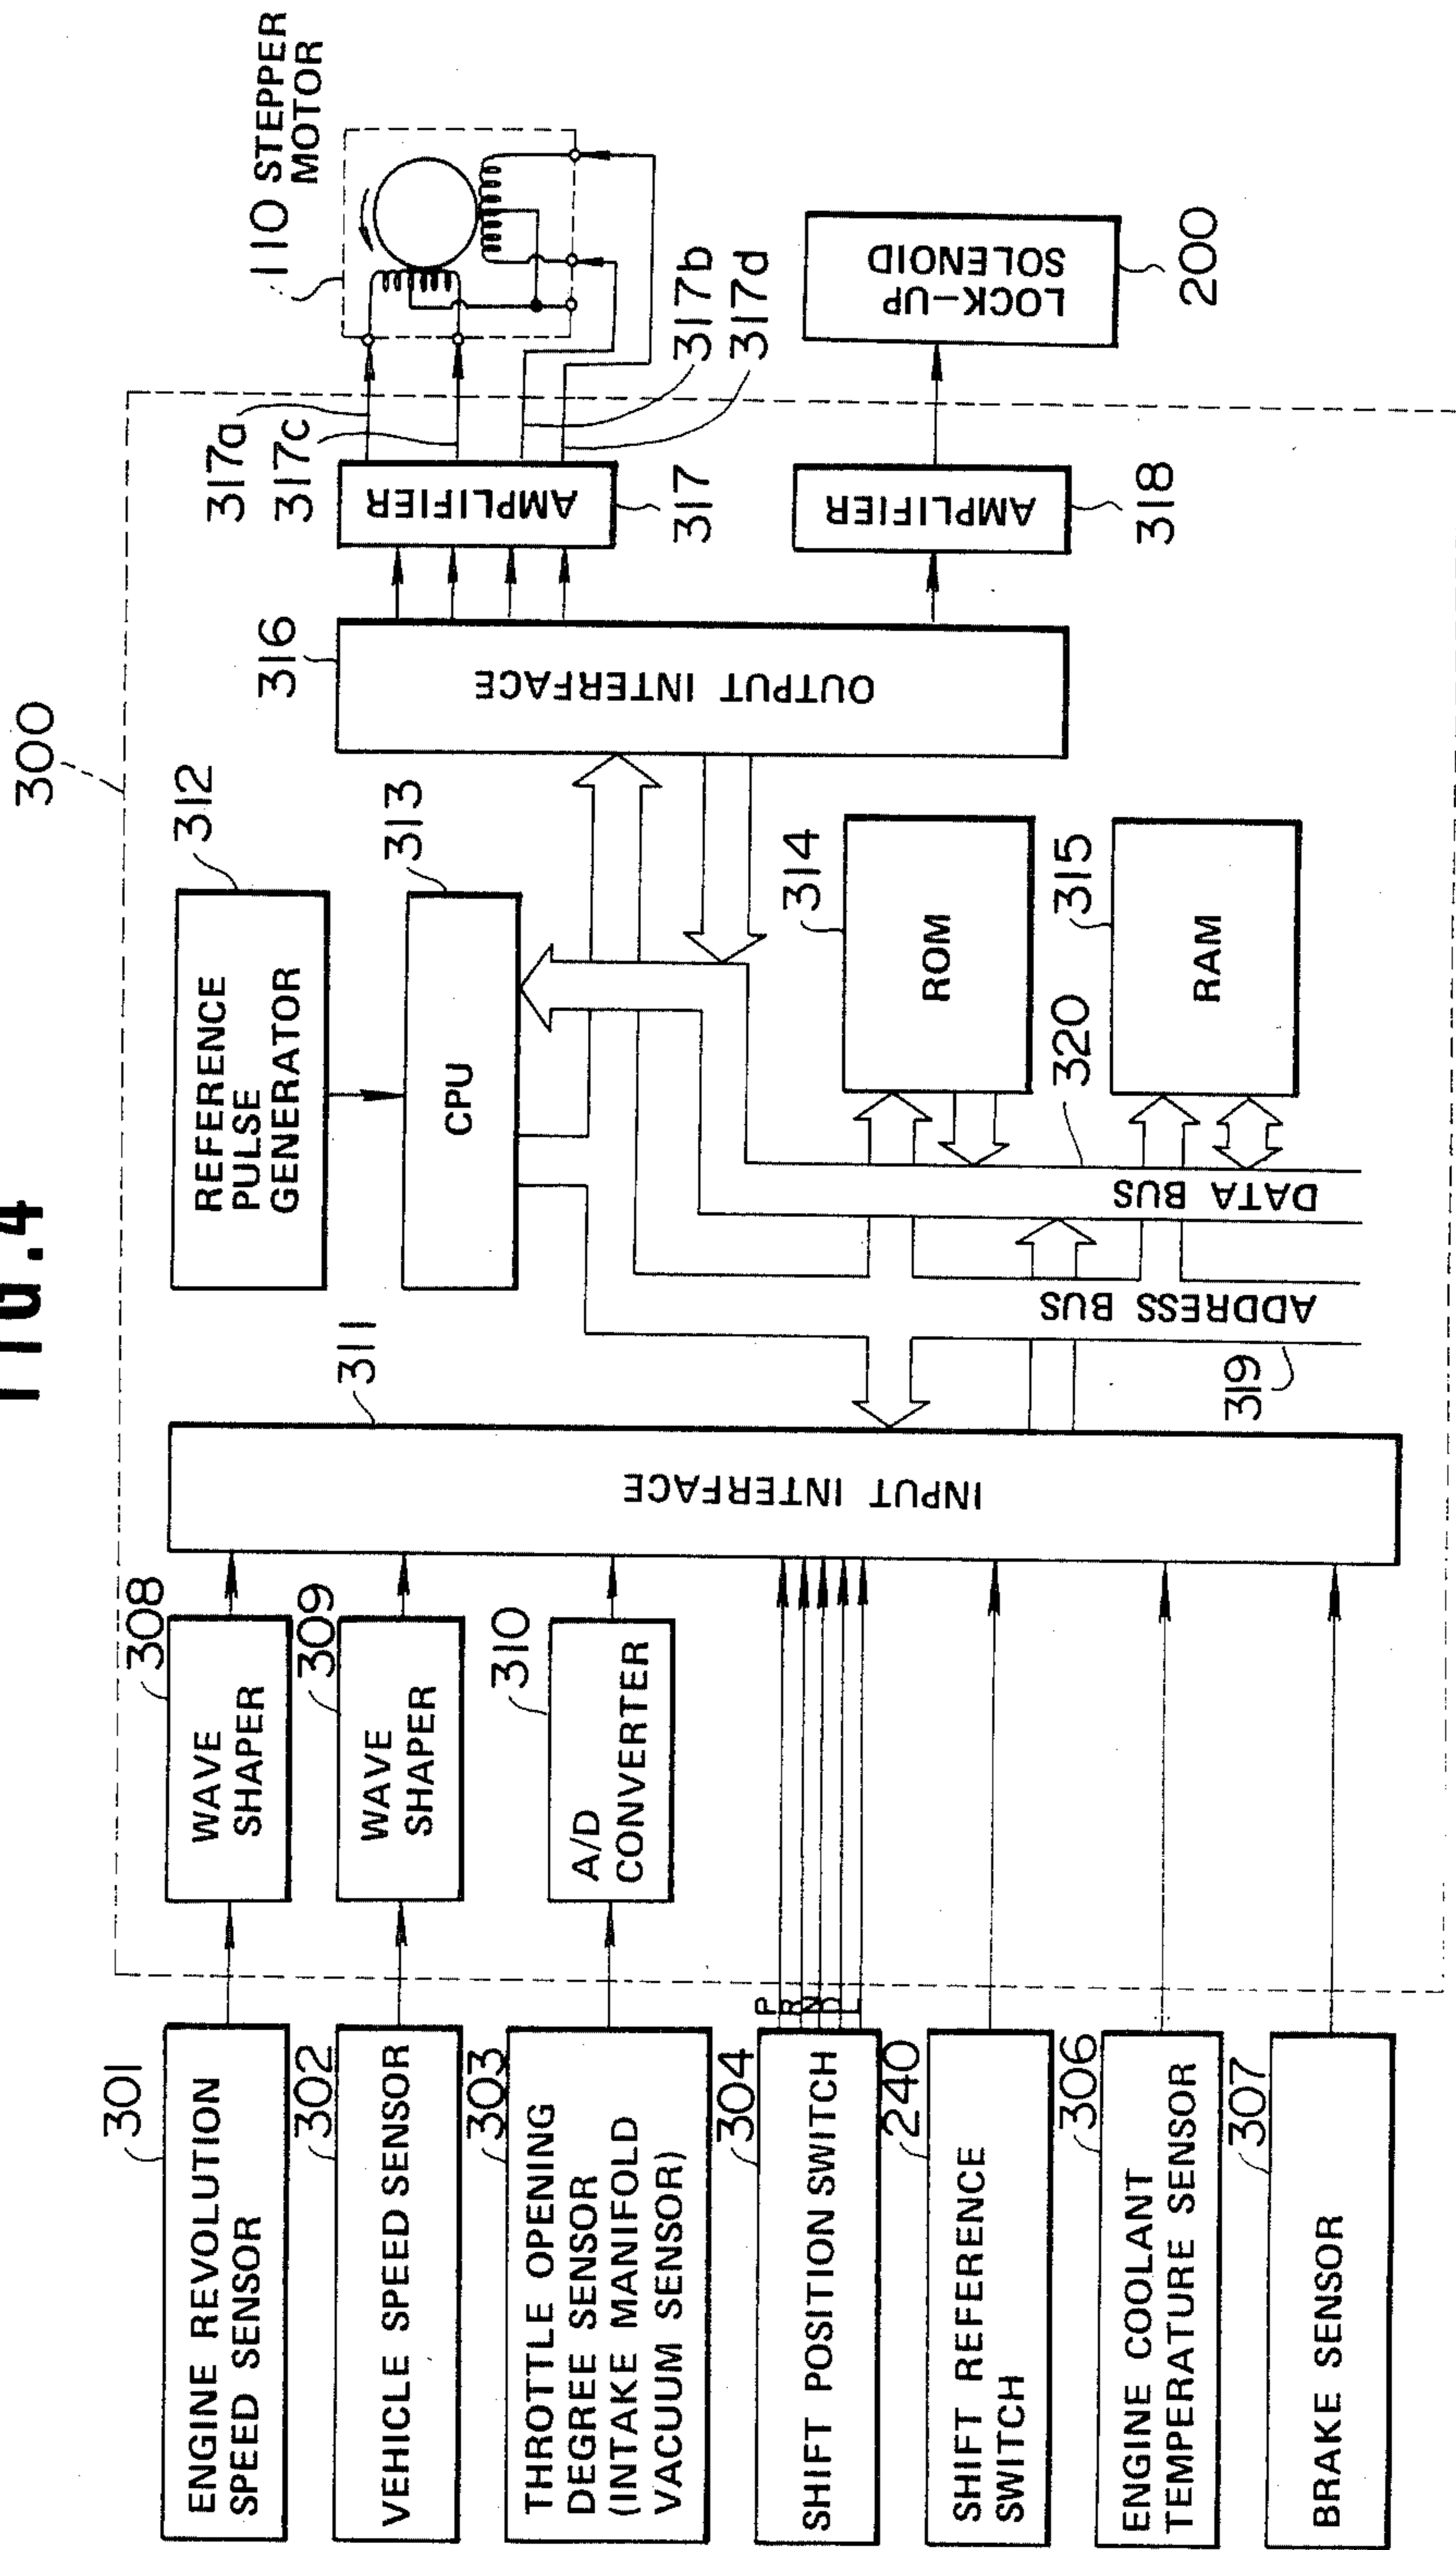 FIG.4
300
301
ENGINE REVOLUTION
SPEED SENSOR
302
VEHICLE SPEED SENSOR
303
THROTTLE OPENING
DEGREE SENSOR
(INTAKE MANIFOLD
VACUUM SENSOR)
304
SHIFT POSITION SWITCH
P
R
N
D
L
240
SHIFT REFERENCE
SWITCH
306
ENGINE COOLANT
TEMPERATURE SENSOR
307
BRAKE SENSOR
308
WAVE
SHAPER
309
WAVE
SHAPER
310
A/D
CONVERTER
311
INPUT INTERFACE
312
REFERENCE
PULSE
GENERATOR
313
CPU
314
ROM
315
RAM
320
DATA BUS
ADDRESS BUS
319
316
OUTPUT INTERFACE
317a
317c
AMPLIFIER
317
317b
317d
AMPLIFIER
318
110 STEPPER
MOTOR
LOCK-UP
SOLENOID
200